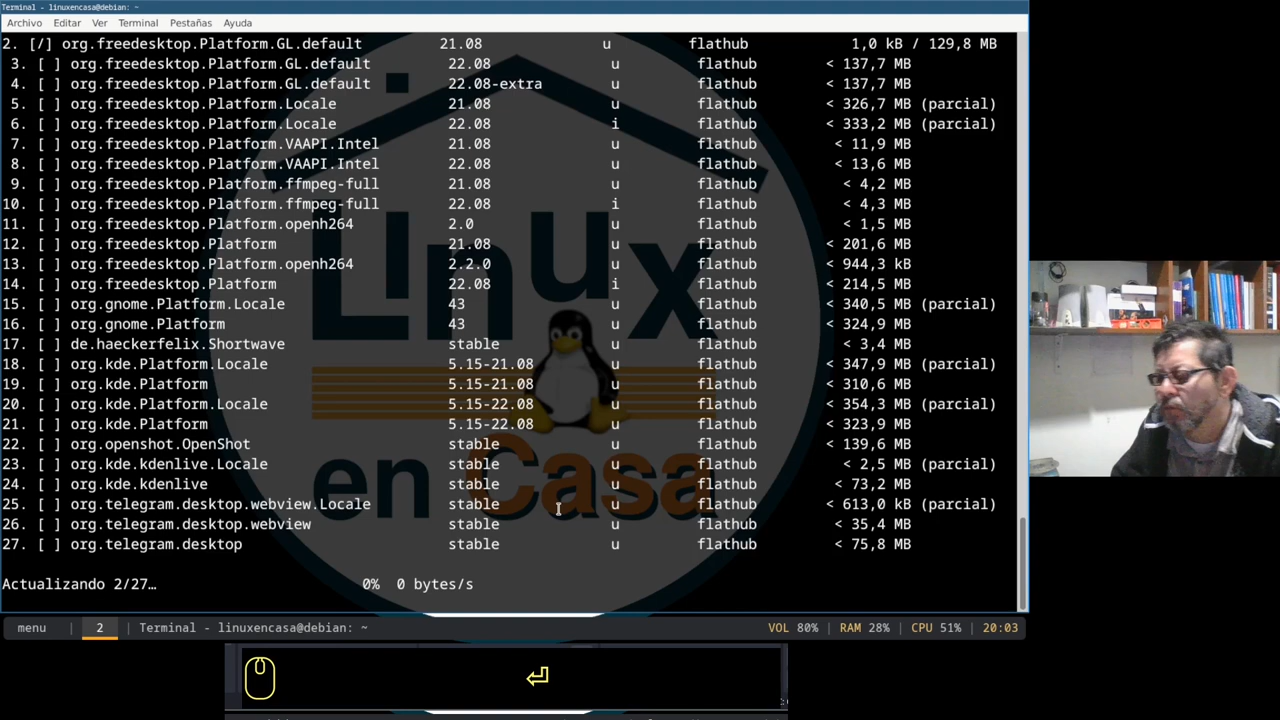 Terminal - linuxencasa@debian: ~
Archivo Editar Ver Terminal Pestañas Ayuda
2. [/] org.freedesktop.Platform.GL.default 21.08 u flathub 1,0 kB / 129,8 MB
3. [ ] org.freedesktop.Platform.GL.default 22.08 u flathub < 137,7 MB
4. [ ] org.freedesktop.Platform.GL.default 22.08-extra u flathub < 137,7 MB
5. [ ] org.freedesktop.Platform.Locale 21.08 u flathub < 326,7 MB (parcial)
6. [ ] org.freedesktop.Platform.Locale 22.08 i flathub < 333,2 MB (parcial)
7. [ ] org.freedesktop.Platform.VAAPI.Intel 21.08 u flathub < 11,9 MB
8. [ ] org.freedesktop.Platform.VAAPI.Intel 22.08 u flathub < 13,6 MB
9. [ ] org.freedesktop.Platform.ffmpeg-full 21.08 u flathub < 4,2 MB
10. [ ] org.freedesktop.Platform.ffmpeg-full 22.08 i flathub < 4,3 MB
11. [ ] org.freedesktop.Platform.openh264 2.0 u flathub < 1,5 MB
12. [ ] org.freedesktop.Platform 21.08 u flathub < 201,6 MB
13. [ ] org.freedesktop.Platform.openh264 2.2.0 u flathub < 944,3 kB
14. [ ] org.freedesktop.Platform 22.08 i flathub < 214,5 MB
15. [ ] org.gnome.Platform.Locale 43 u flathub < 340,5 MB (parcial)
16. [ ] org.gnome.Platform 43 u flathub < 324,9 MB
17. [ ] de.haeckerfelix.Shortwave stable u flathub < 3,4 MB
18. [ ] org.kde.Platform.Locale 5.15-21.08 u flathub < 347,9 MB (parcial)
19. [ ] org.kde.Platform 5.15-21.08 u flathub < 310,6 MB
20. [ ] org.kde.Platform.Locale 5.15-22.08 u flathub < 354,3 MB (parcial)
21. [ ] org.kde.Platform 5.15-22.08 u flathub < 323,9 MB
22. [ ] org.openshot.OpenShot stable u flathub < 139,6 MB
23. [ ] org.kde.kdenlive.Locale stable u flathub < 2,5 MB (parcial)
24. [ ] org.kde.kdenlive stable u flathub < 73,2 MB
25. [ ] org.telegram.desktop.webview.Locale stable u flathub < 613,0 kB (parcial)
26. [ ] org.telegram.desktop.webview stable u flathub < 35,4 MB
27. [ ] org.telegram.desktop stable u flathub < 75,8 MB
Linux
en Casa
Actualizando 2/27… 0% 0 bytes/s
menu | 2 | Terminal - linuxencasa@debian: ~ VOL 80% | RAM 28% | CPU 51% | 20:03